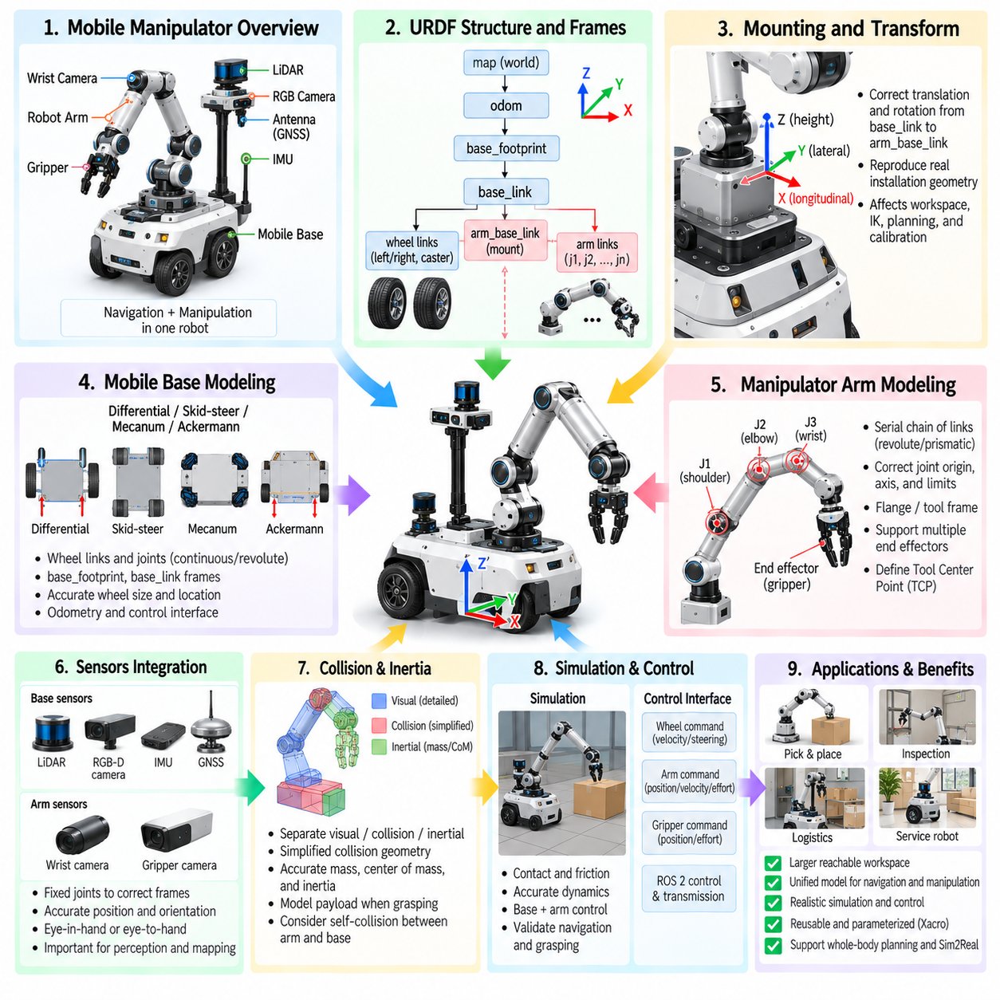 1. Mobile Manipulator Overview
Wrist Camera
Robot Arm
Gripper
LiDAR
RGB Camera
Antenna
(GNSS)
IMU
Mobile Base
Navigation + Manipulation
in one robot
2. URDF Structure and Frames
map (world)
odom
base_footprint
base_link
wheel links
(left/right, caster)
arm_base_link
(mount)
arm links
(j1, j2, ..., jn)
Z
Y
X
•••
3. Mounting and Transform
Z (height)
Y (lateral)
X (longitudinal)
• Correct translation
and rotation from
base_link to
arm_base_link
• Reproduce real
installation geometry
• Affects workspace,
IK, planning, and
calibration
4. Mobile Base Modeling
Differential / Skid-steer /
Mecanum / Ackermann
Differential
Skid-steer
Mecanum
Ackermann
• Wheel links and joints (continuous/revolute)
• base_footprint, base_link frames
• Accurate wheel size and location
• Odometry and control interface
Z'
Y
X
5. Manipulator Arm Modeling
J1
(shoulder)
J2
(elbow)
J3
(wrist)
End effector
(gripper)
• Serial chain of links
(revolute/prismatic)
• Correct joint origin,
axis, and limits
• Flange / tool frame
• Support multiple
end effectors
• Define Tool Center
Point (TCP)
6. Sensors Integration
Base sensors
LiDAR
RGB-D
camera
IMU
GNSS
Arm sensors
Wrist camera
Gripper camera
• Fixed joints to correct frames
• Accurate position and orientation
• Eye-in-hand or eye-to-hand
• Important for perception and mapping
7. Collision & Inertia
Visual (detailed)
Collision (simplified)
Inertial (mass/CoM)
• Separate visual / collision / inertial
• Simplified collision geometry
• Accurate mass, center of mass,
and inertia
• Model payload when grasping
• Consider self-collision between
arm and base
8. Simulation & Control
Simulation
• Contact and friction
• Accurate dynamics
• Base + arm control
• Validate navigation
and grasping
Control Interface
Wheel command
(velocity/steering)
Arm command
(position/velocity/effort)
Gripper command
(position/effort)
ROS 2 control
& transmission
9. Applications & Benefits
Pick & place
Inspection
Logistics
Service robot
Larger reachable workspace
Unified model for navigation and manipulation
Realistic simulation and control
Reusable and parameterized (Xacro)
Support whole-body planning and Sim2Real